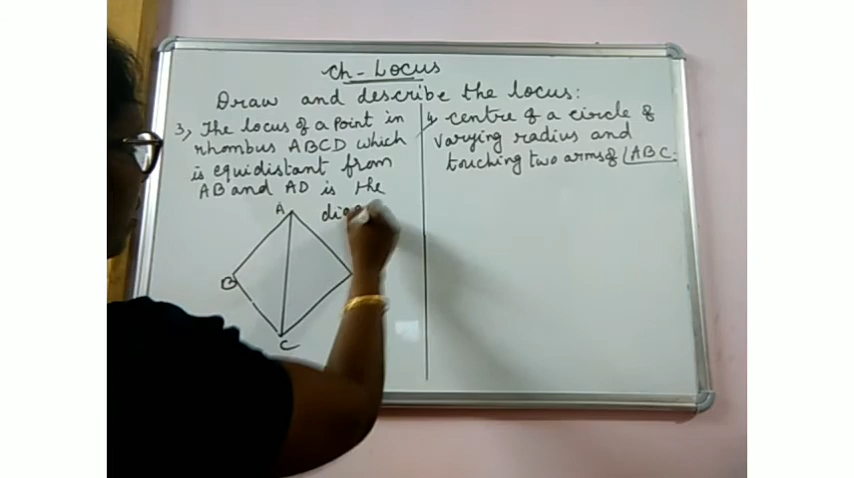 Ch - Locus
Draw and describe the locus:
3, The locus of a point in
rhombus ABCD which
is equidistant from
AB and AD is the
A
B
C
4, Centre of a circle of
varying radius and
touching two arms of ∠ABC.